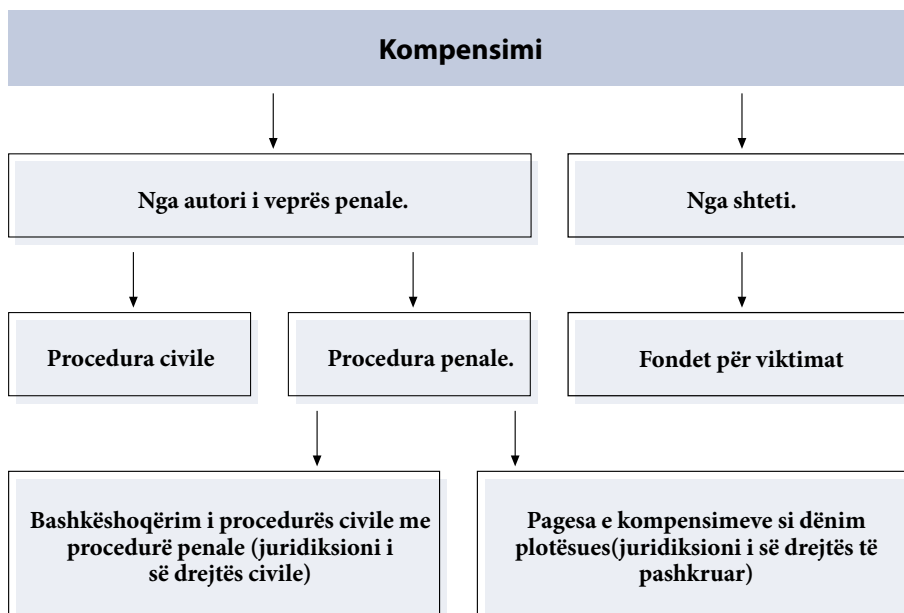 Kompensimi
Nga autori i veprës penale.
Nga shteti.
Procedura civile
Procedura penale.
Fondet për viktimat
Bashkëshoqërim i procedurës civile me
procedurë penale (juridiksioni i
së drejtës civile)
Pagesa e kompensimeve si dënim
plotësues(juridiksioni i së drejtës të
pashkruar)